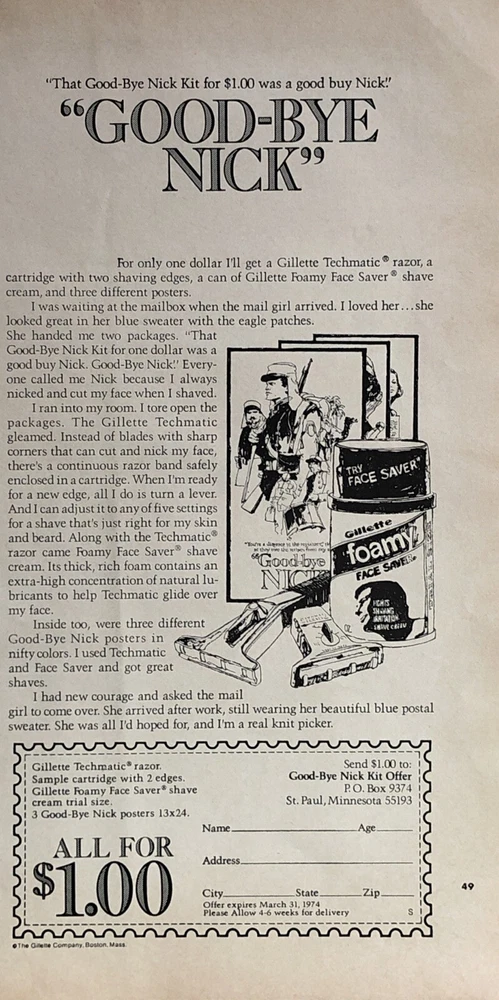 "That Good-Bye Nick Kit for $1.00 was a good buy Nick."
"GOOD-BYE
NICK"
For only one dollar I'll get a Gillette Techmatic® razor, a
cartridge with two shaving edges, a can of Gillette Foamy Face Saver® shave
cream, and three different posters.
I was waiting at the mailbox when the mail girl arrived. I loved her...she
looked great in her blue sweater with the eagle patches.
She handed me two packages. "That
Good-Bye Nick Kit for one dollar was a
good buy Nick. Good-Bye Nick." Every-
one called me Nick because I always
nicked and cut my face when I shaved.
I ran into my room. I tore open the
packages. The Gillette Techmatic
gleamed. Instead of blades with sharp
corners that can cut and nick my face,
there's a continuous razor band safely
enclosed in a cartridge. When I'm ready
for a new edge, all I do is turn a lever.
And I can adjust it to any of five settings
for a shave that's just right for my skin
and beard. Along with the Techmatic®
razor came Foamy Face Saver® shave
cream. Its thick, rich foam contains an
extra-high concentration of natural lu-
bricants to help Techmatic glide over
my face.
Inside too, were three different
Good-Bye Nick posters in
nifty colors. I used Techmatic
and Face Saver and got great
shaves.
I had new courage and asked the mail
girl to come over. She arrived after work, still wearing her beautiful blue postal
sweater. She was all I'd hoped for, and I'm a real knit picker.
"Good-bye
NICK
"TRY
FACE SAVER"
Gillette
foamy
FACE SAVER
FIGHTS
SHAVING
IRRITATION
SHAVE CREAM
Gillette Techmatic® razor.
Sample cartridge with 2 edges.
Gillette Foamy Face Saver® shave
cream trial size.
3 Good-Bye Nick posters 13x24.
ALL FOR
$1.00
Send $1.00 to:
Good-Bye Nick Kit Offer
P.O. Box 9374
St. Paul, Minnesota 55193
Name Age
Address
City State Zip
Offer expires March 31, 1974
Please Allow 4-6 weeks for delivery S
49
©The Gillette Company, Boston, Mass.